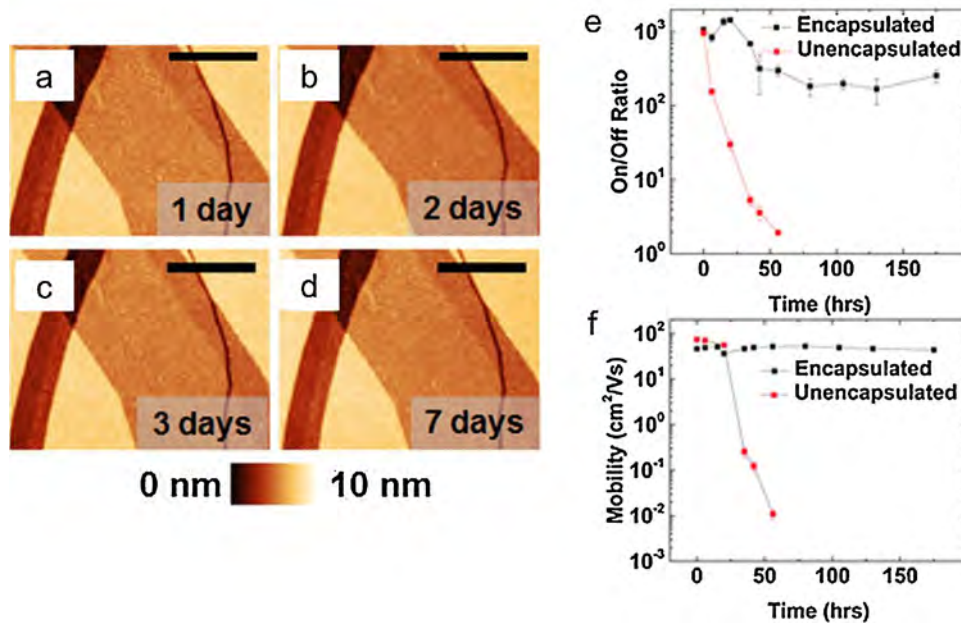 a
1 day
b
2 days
c
3 days
d
7 days
0 nm
10 nm
e
On/Off Ratio
10³
10²
10¹
10⁰
Encapsulated
Unencapsulated
0 50 100 150
Time (hrs)
f
Mobility (cm²/Vs)
10²
10¹
10⁰
10⁻¹
10⁻²
10⁻³
Encapsulated
Unencapsulated
0 50 100 150
Time (hrs)